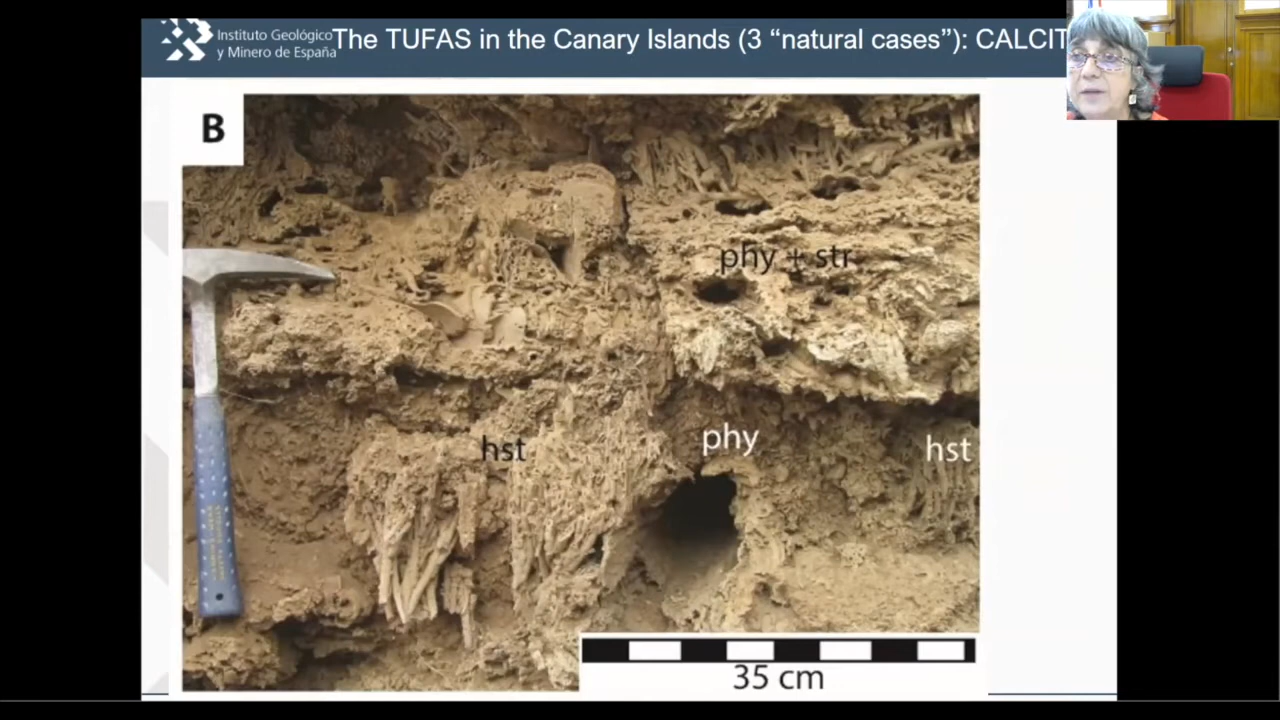 Instituto Geológico
y Minero de España
The TUFAS in the Canary Islands (3 “natural cases”): CALCIT
B
phy + str
hst
phy
hst
35 cm